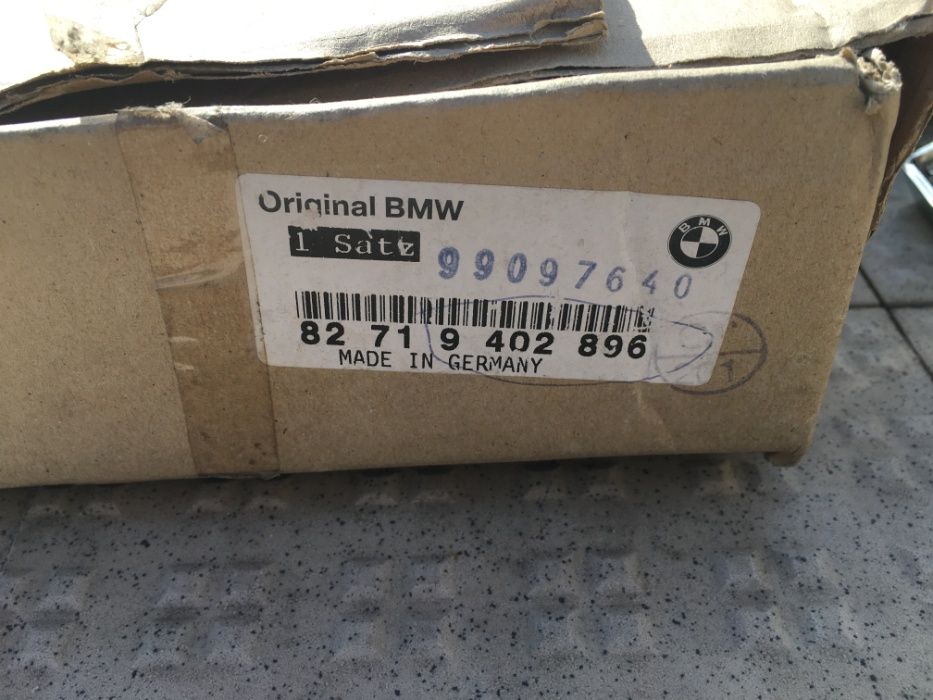 Original BMW
BMW
1 Satz
99097640
82 71 9 402 896
MADE IN GERMANY